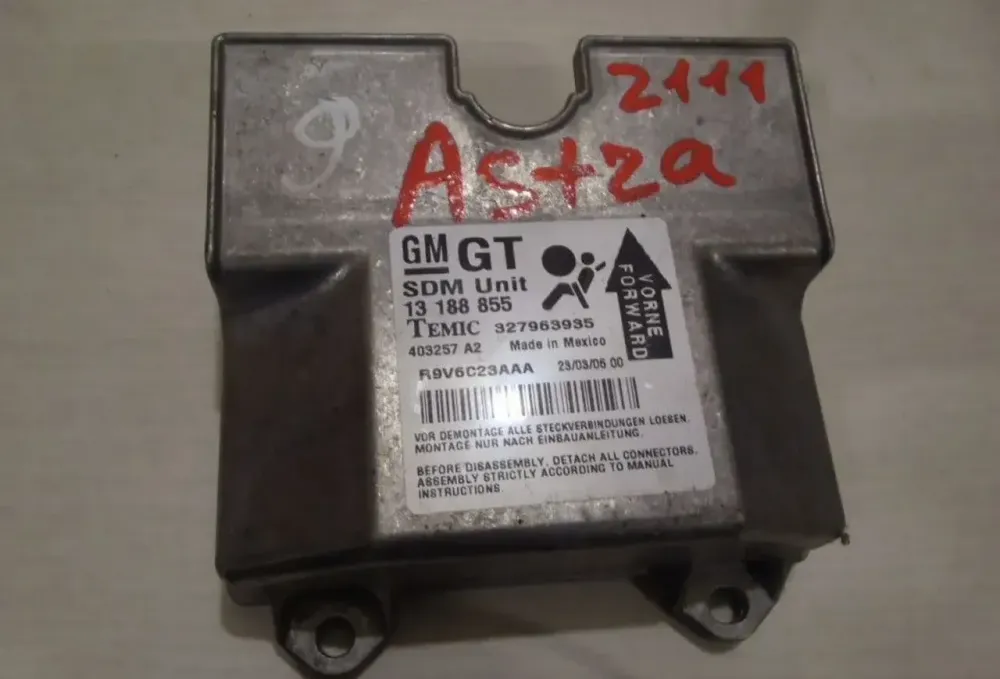 2111
9
Astra
GM GT
SDM Unit
13 188 855
TEMIC 327963935
403257 A2 Made in Mexico
R9V6C23AAA 23/03/06 00
VORNE
FORWARD
VOR DEMONTAGE ALLE STECKVERBINDUNGEN LOESEN.
MONTAGE NUR NACH EINBAUANLEITUNG.
BEFORE DISASSEMBLY, DETACH ALL CONNECTORS.
ASSEMBLY STRICTLY ACCORDING TO MANUAL
INSTRUCTIONS